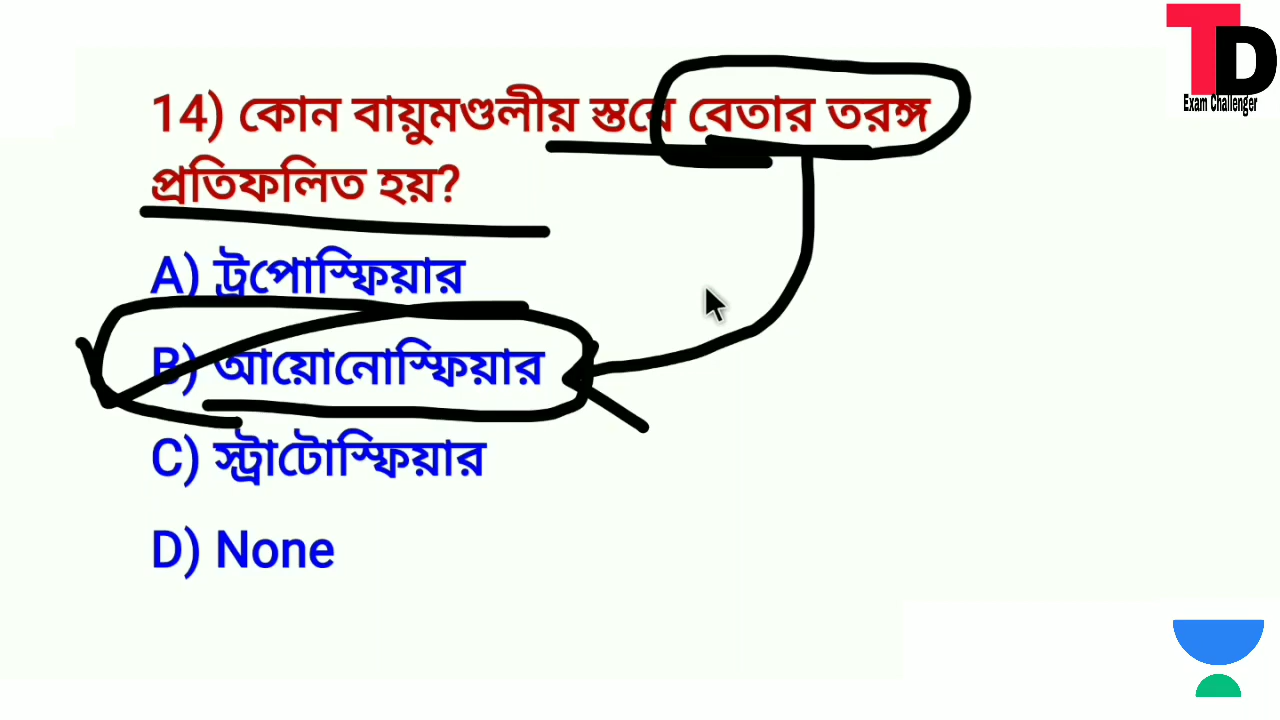 TD
Exam Challenger
14) কোন বায়ুমণ্ডলীয় স্তরে বেতার তরঙ্গ
প্রতিফলিত হয়?
A) ট্রপোস্ফিয়ার
B) আয়োনোস্ফিয়ার
C) স্ট্রাটোস্ফিয়ার
D) None